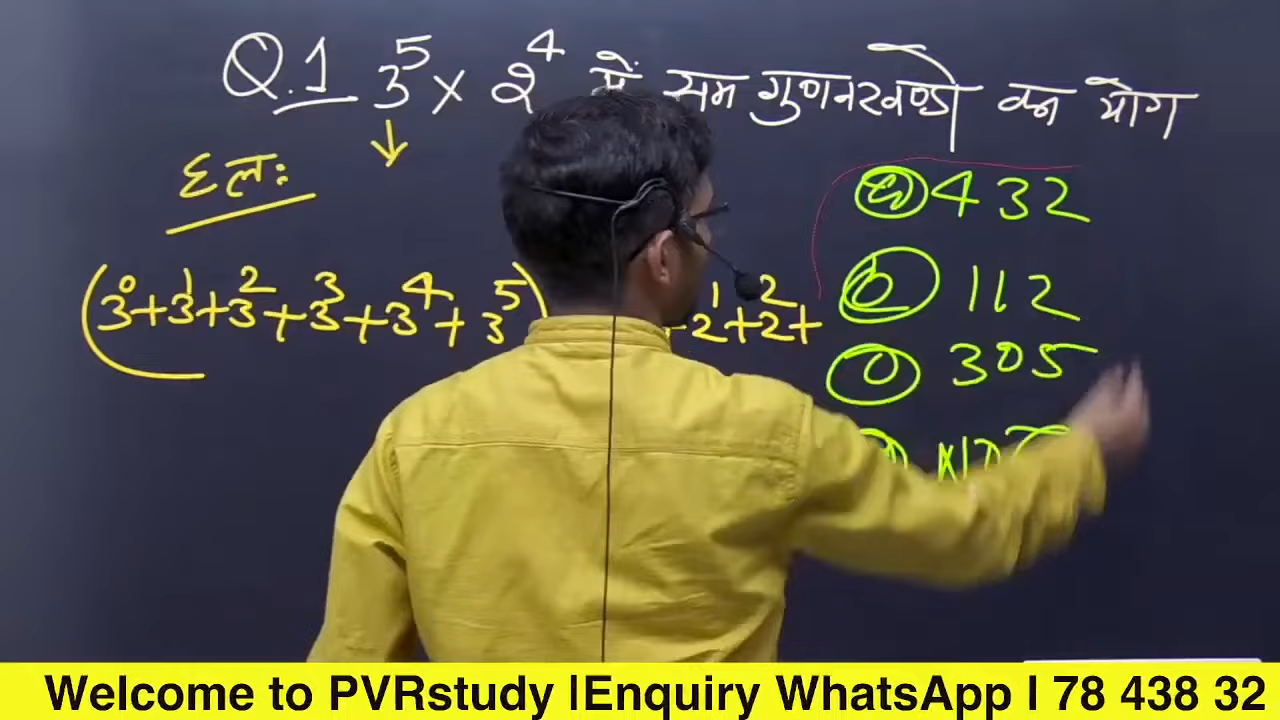 Q.1 3⁵ × 2⁴ में सम गुणनखण्डो का योग
हलः
(3⁰+3¹+3²+3³+3⁴+3⁵)
2¹+2²+
432
112
305
Welcome to PVRstudy |Enquiry WhatsApp | 78 438 32